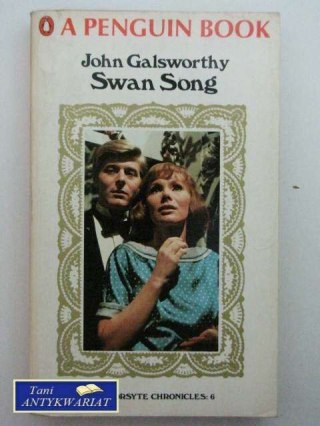 A PENGUIN BOOK
John Galsworthy
Swan Song
ORSYTE CHRONICLES: 6
Tani
ANTYKWARIAT